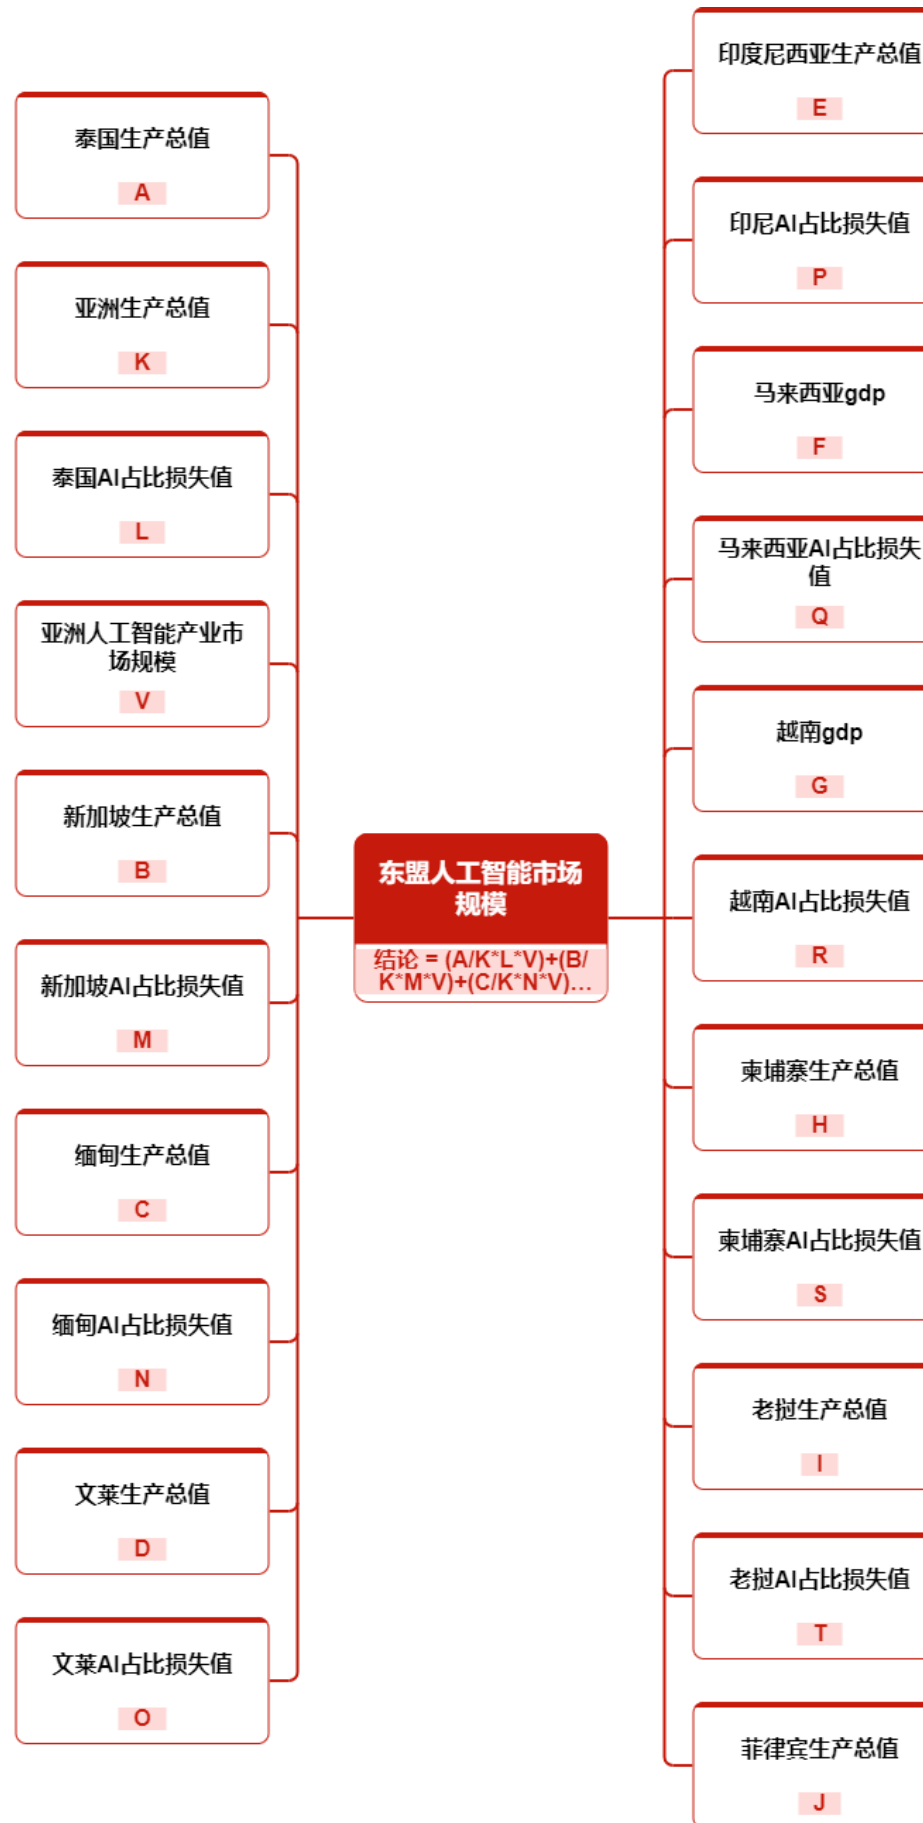 泰国生产总值
A
亚洲生产总值
K
泰国AI占比损失值
L
亚洲人工智能产业市
场规模
V
新加坡生产总值
B
新加坡AI占比损失值
M
缅甸生产总值
C
缅甸AI占比损失值
N
文莱生产总值
D
文莱AI占比损失值
O
东盟人工智能市场
规模
结论 = (A/K*L*V)+(B/
K*M*V)+(C/K*N*V)…
印度尼西亚生产总值
E
印尼AI占比损失值
P
马来西亚gdp
F
马来西亚AI占比损失
值
Q
越南gdp
G
越南AI占比损失值
R
柬埔寨生产总值
H
柬埔寨AI占比损失值
S
老挝生产总值
I
老挝AI占比损失值
T
菲律宾生产总值
J